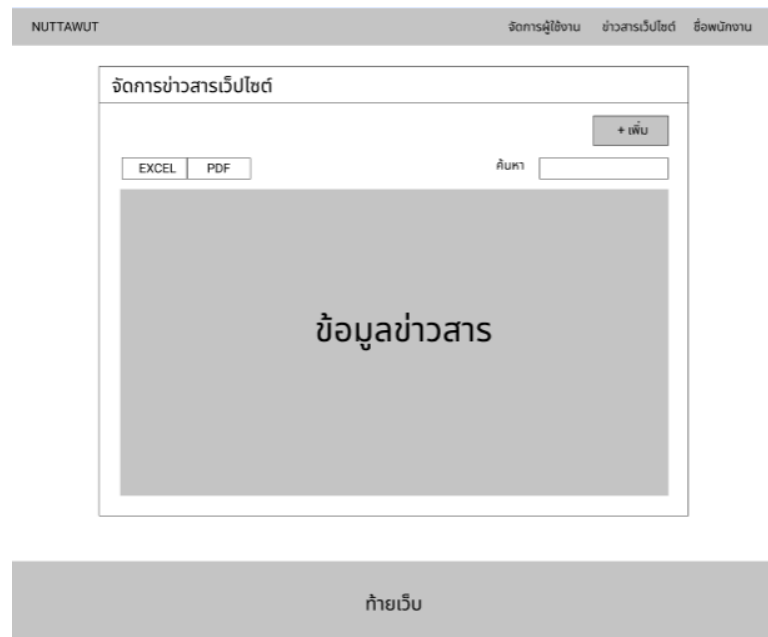 NUTTAWUT จัดการผู้ใช้งาน ข่าวสารเว็ปไซต์ ชื่อพนักงาน
จัดการข่าวสารเว็ปไซต์
+ เพิ่ม
EXCEL PDF ค้นหา
ข้อมูลข่าวสาร
ท้ายเว็บ